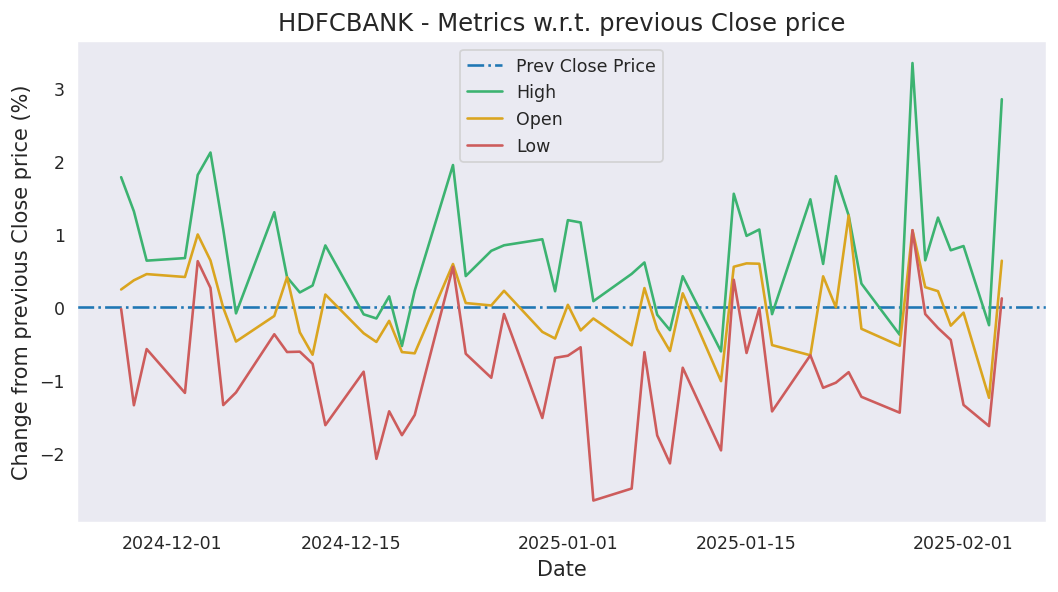 HDFCBANK - Metrics w.r.t. previous Close price
Prev Close Price
High
Open
Low
Change from previous Close price (%)
3
2
1
0
−1
−2
2024-12-01
2024-12-15
2025-01-01
2025-01-15
2025-02-01
Date